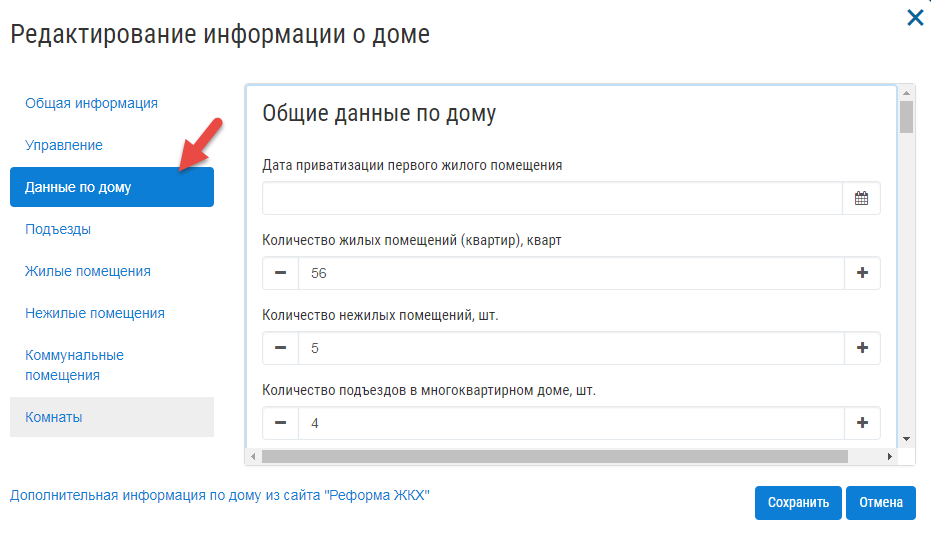 Редактирование информации о доме
Общая информация
Управление
Данные по дому
Подъезды
Жилые помещения
Нежилые помещения
Коммунальные
помещения
Комнаты
Общие данные по дому
Дата приватизации первого жилого помещения
Количество жилых помещений (квартир), кварт
56
Количество нежилых помещений, шт.
5
Количество подъездов в многоквартирном доме, шт.
4
Дополнительная информация по дому из сайта "Реформа ЖКХ"
Сохранить
Отмена